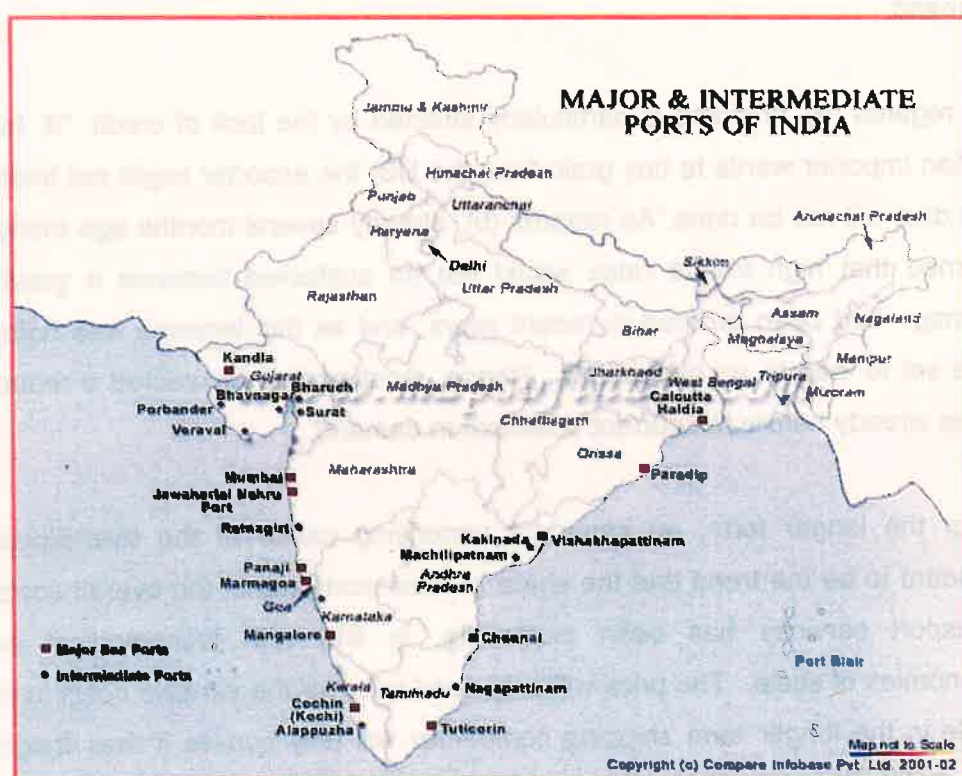 MAJOR & INTERMEDIATE
PORTS OF INDIA
Jammu & Kashmir
Himachal Pradesh
Punjab
Uttaranchal
Haryana
Arunachal Pradesh
Delhi
Sikkim
Rajasthan
Uttar Pradesh
Assam
Nagaland
Bihar
Meghalaya
Manipur
Kandla
Gujarat
Jharkhand
West Bengal
Tripura
Mizoram
Bhavnagar
Bharuch
Madhya Pradesh
Calcutta
Haldia
Porbander
Surat
Chhattisgarh
Veraval
Orissa
Maharashtra
Paradip
Mumbai
Jawaharlal Nehru
Port
Ratnagiri
Kakinada
Vishakhapattinam
Machilipatnam
Panaji
Andhra
Pradesh
Marmagoa
Goa
Karnataka
Mangalore
Chennai
Major Sea Ports
Port Blair
Intermediate Ports
Kerala
Tamilnadu
Nagapattinam
Cochin
(Kochi)
Alappuzha
Tuticorin
Map not to Scale
Copyright (c) Compare Infobase Pvt. Ltd. 2001-02